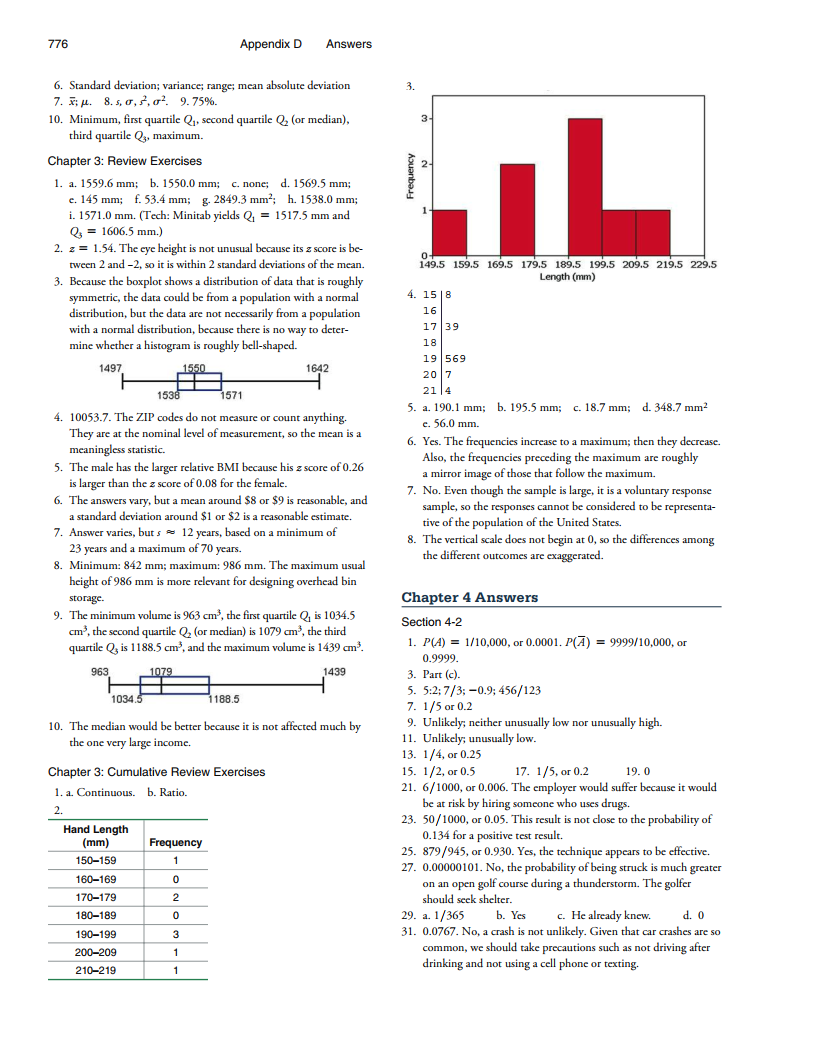 776 Appendix D Answers
6. Standard deviation; variance; range; mean absolute deviation
7. x̄; μ. 8. s, σ, s², σ². 9. 75%.
10. Minimum, first quartile Q₁, second quartile Q₂ (or median),
third quartile Q₃, maximum.
Chapter 3: Review Exercises
1. a. 1559.6 mm; b. 1550.0 mm; c. none; d. 1569.5 mm;
e. 145 mm; f. 53.4 mm; g. 2849.3 mm²; h. 1538.0 mm;
i. 1571.0 mm. (Tech: Minitab yields Q₁ = 1517.5 mm and
Q₃ = 1606.5 mm.)
2. z = 1.54. The eye height is not unusual because its z score is be-
tween 2 and –2, so it is within 2 standard deviations of the mean.
3. Because the boxplot shows a distribution of data that is roughly
symmetric, the data could be from a population with a normal
distribution, but the data are not necessarily from a population
with a normal distribution, because there is no way to deter-
mine whether a histogram is roughly bell-shaped.
1497 1550 1642
1538 1571
4. 10053.7. The ZIP codes do not measure or count anything.
They are at the nominal level of measurement, so the mean is a
meaningless statistic.
5. The male has the larger relative BMI because his z score of 0.26
is larger than the z score of 0.08 for the female.
6. The answers vary, but a mean around $8 or $9 is reasonable, and
a standard deviation around $1 or $2 is a reasonable estimate.
7. Answer varies, but s ≈ 12 years, based on a minimum of
23 years and a maximum of 70 years.
8. Minimum: 842 mm; maximum: 986 mm. The maximum usual
height of 986 mm is more relevant for designing overhead bin
storage.
9. The minimum volume is 963 cm³, the first quartile Q₁ is 1034.5
cm³, the second quartile Q₂ (or median) is 1079 cm³, the third
quartile Q₃ is 1188.5 cm³, and the maximum volume is 1439 cm³.
963 1079 1439
1034.5 1188.5
10. The median would be better because it is not affected much by
the one very large income.
Chapter 3: Cumulative Review Exercises
1. a. Continuous. b. Ratio.
2.
Hand Length
(mm) Frequency
150–159 1
160–169 0
170–179 2
180–189 0
190–199 3
200–209 1
210–219 1
3.
3
2
Frequency
1
0
149.5 159.5 169.5 179.5 189.5 199.5 209.5 219.5 229.5
Length (mm)
4. 15 | 8
16 |
17 | 39
18 |
19 | 569
20 | 7
21 | 4
5. a. 190.1 mm; b. 195.5 mm; c. 18.7 mm; d. 348.7 mm²
e. 56.0 mm.
6. Yes. The frequencies increase to a maximum; then they decrease.
Also, the frequencies preceding the maximum are roughly
a mirror image of those that follow the maximum.
7. No. Even though the sample is large, it is a voluntary response
sample, so the responses cannot be considered to be representa-
tive of the population of the United States.
8. The vertical scale does not begin at 0, so the differences among
the different outcomes are exaggerated.
Chapter 4 Answers
Section 4-2
1. P(A) = 1/10,000, or 0.0001. P(A̅) = 9999/10,000, or
0.9999.
3. Part (c).
5. 5:2; 7/3; −0.9; 456/123
7. 1/5 or 0.2
9. Unlikely; neither unusually low nor unusually high.
11. Unlikely; unusually low.
13. 1/4, or 0.25
15. 1/2, or 0.5 17. 1/5, or 0.2 19. 0
21. 6/1000, or 0.006. The employer would suffer because it would
be at risk by hiring someone who uses drugs.
23. 50/1000, or 0.05. This result is not close to the probability of
0.134 for a positive test result.
25. 879/945, or 0.930. Yes, the technique appears to be effective.
27. 0.00000101. No, the probability of being struck is much greater
on an open golf course during a thunderstorm. The golfer
should seek shelter.
29. a. 1/365 b. Yes c. He already knew. d. 0
31. 0.0767. No, a crash is not unlikely. Given that car crashes are so
common, we should take precautions such as not driving after
drinking and not using a cell phone or texting.